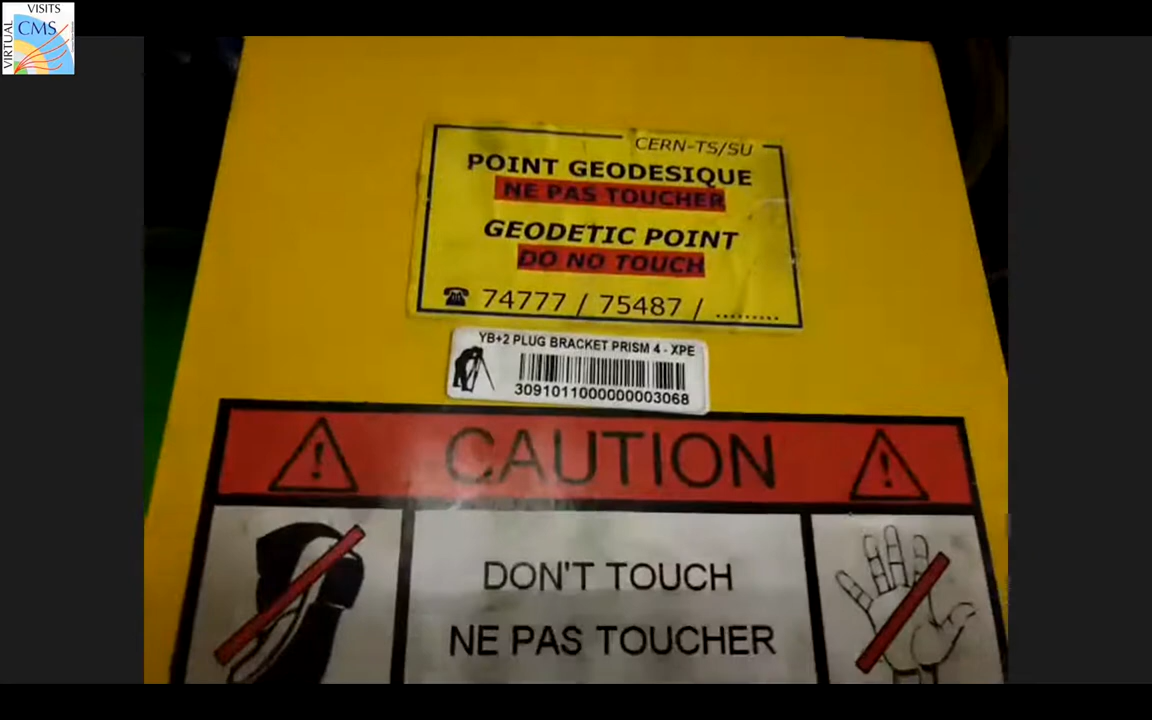 VISITS
VIRTUAL
CMS
CERN-TS/SU
POINT GEODESIQUE
NE PAS TOUCHER
GEODETIC POINT
DO NO TOUCH
☎ 74777 / 75487 / .........
YB+2 PLUG BRACKET PRISM 4 - XPE
3091011000000003068
! CAUTION !
DON'T TOUCH
NE PAS TOUCHER